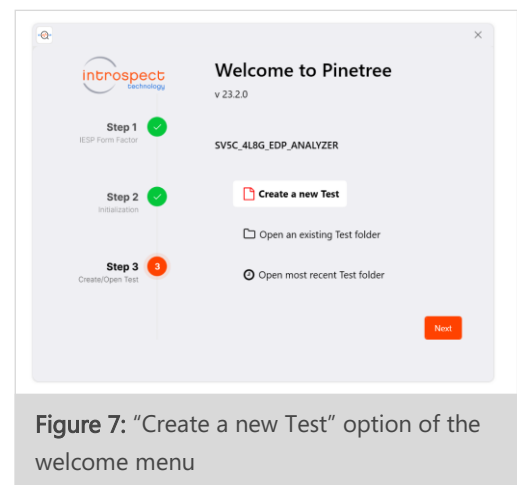 introspect
technology
Welcome to Pinetree
v 23.2.0
Step 1
IESP Form Factor
SV5C_4L8G_EDP_ANALYZER
Step 2
Initialization
Create a new Test
Open an existing Test folder
Step 3
3
Create/Open Test
Open most recent Test folder
Next
Figure 7: “Create a new Test” option of the
welcome menu